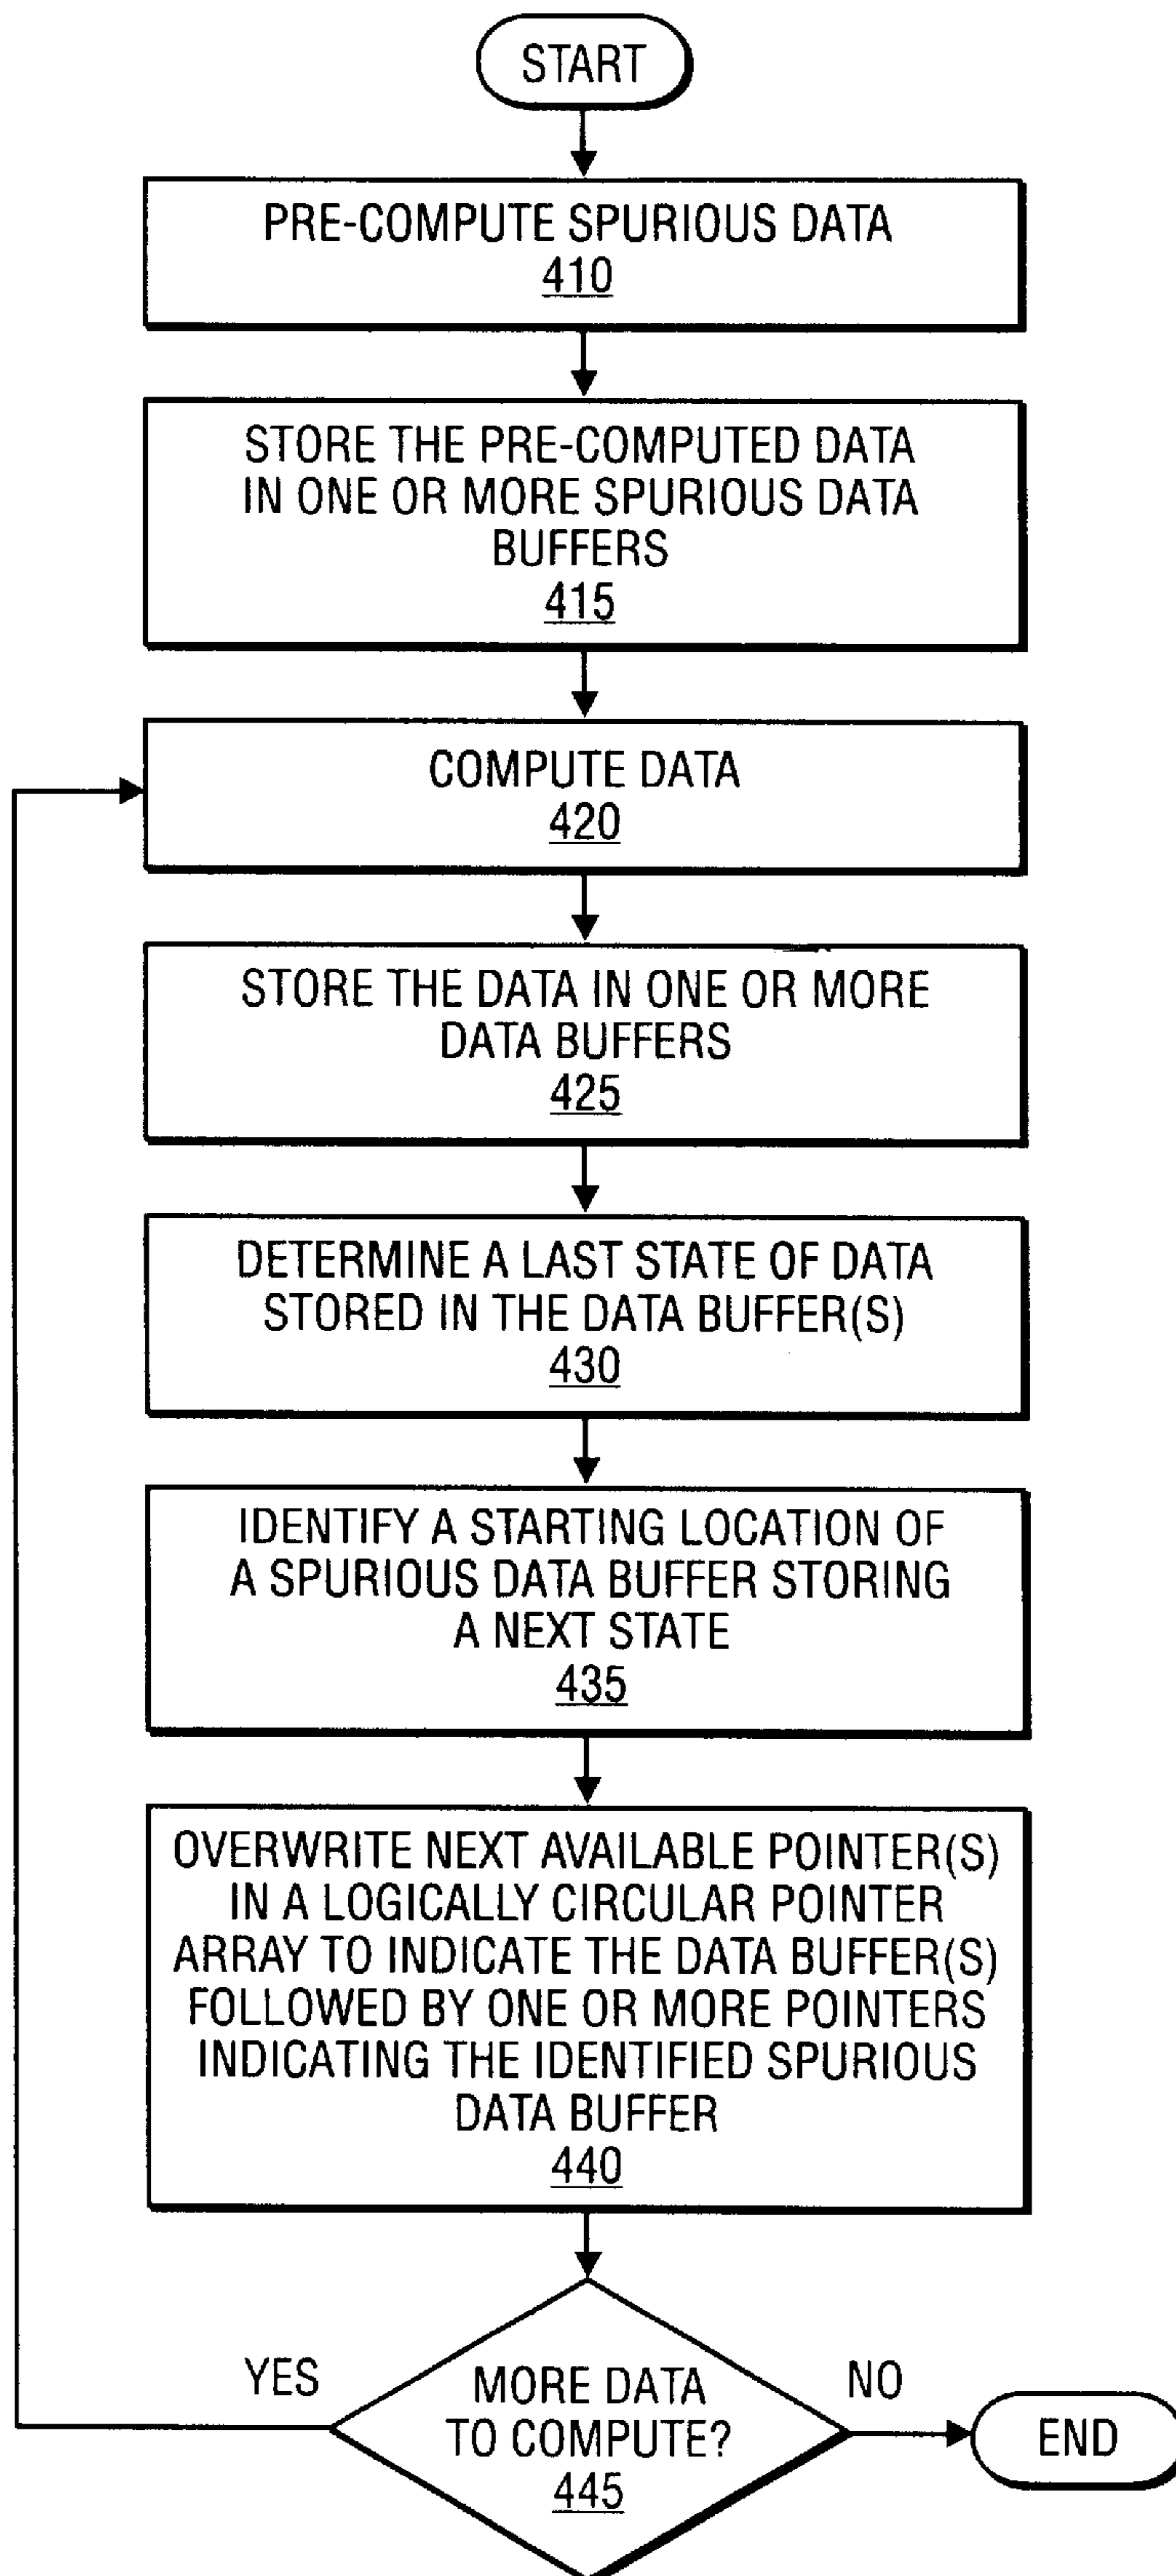 START
PRE-COMPUTE SPURIOUS DATA
410
STORE THE PRE-COMPUTED DATA
IN ONE OR MORE SPURIOUS DATA
BUFFERS
415
COMPUTE DATA
420
STORE THE DATA IN ONE OR MORE
DATA BUFFERS
425
DETERMINE A LAST STATE OF DATA
STORED IN THE DATA BUFFER(S)
430
IDENTIFY A STARTING LOCATION OF
A SPURIOUS DATA BUFFER STORING
A NEXT STATE
435
OVERWRITE NEXT AVAILABLE POINTER(S)
IN A LOGICALLY CIRCULAR POINTER
ARRAY TO INDICATE THE DATA BUFFER(S)
FOLLOWED BY ONE OR MORE POINTERS
INDICATING THE IDENTIFIED SPURIOUS
DATA BUFFER
440
YES
MORE DATA
TO COMPUTE?
445
NO
END